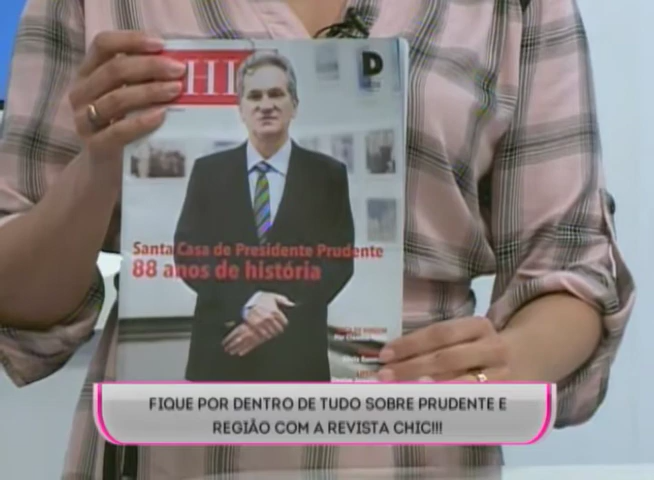 HI
D
Santa Casa de Presidente Prudente
88 anos de história
FIQUE POR DENTRO DE TUDO SOBRE PRUDENTE E
REGIÃO COM A REVISTA CHIC!!!